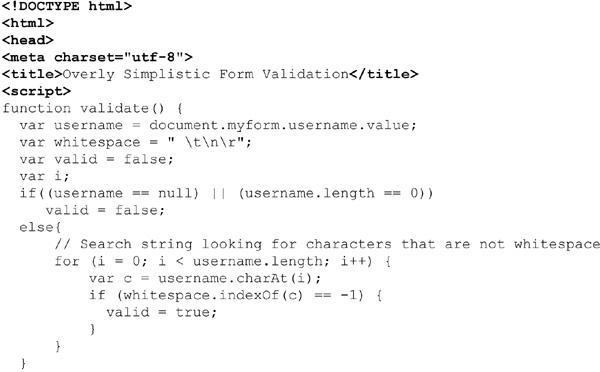 <!DOCTYPE html>
<html>
<head>
<meta charset="utf-8">
<title>Overly Simplistic Form Validation</title>
<script>
function validate() {
  var username = document.myform.username.value;
  var whitespace = " \t\n\r";
  var valid = false;
  var i;
  if((username == null) || (username.length == 0))
     valid = false;
  else{
      // Search string looking for characters that are not whitespace
      for (i = 0; i < username.length; i++) {
          var c = username.charAt(i);
          if (whitespace.indexOf(c) == -1) {
            valid = true;
          }
      }
  }